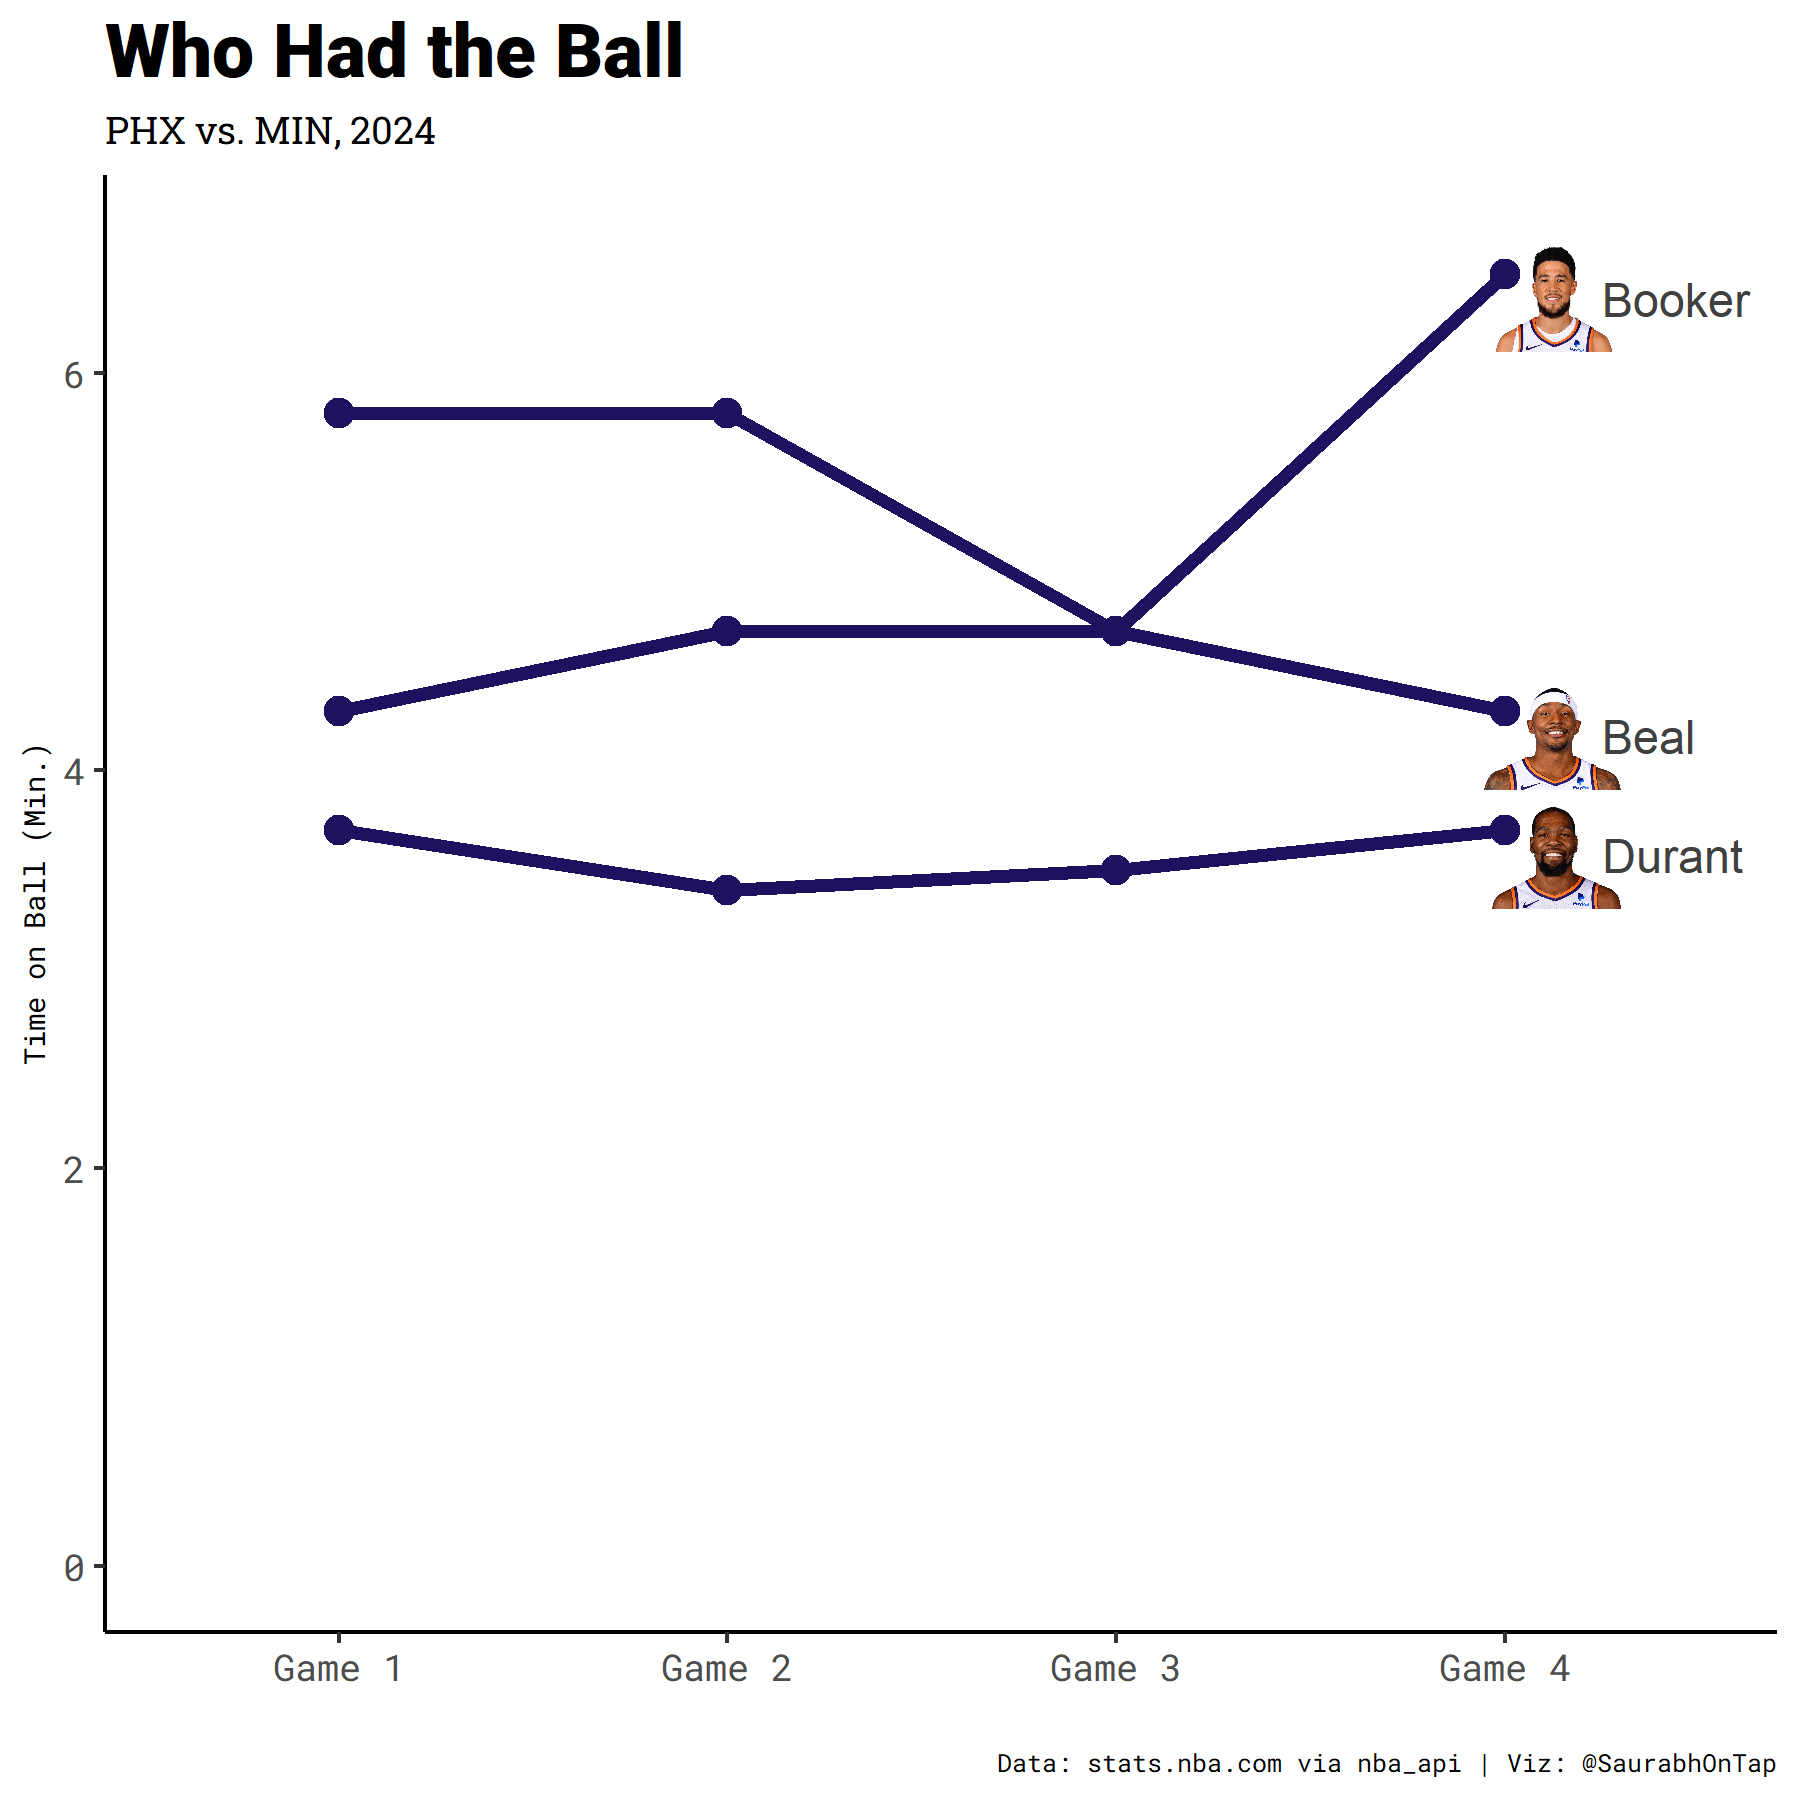 Who Had the Ball
PHX vs. MIN, 2024
Time on Ball (Min.)
6
4
2
0
Booker
Beal
Durant
Game 1
Game 2
Game 3
Game 4
Data: stats.nba.com via nba_api | Viz: @SaurabhOnTap